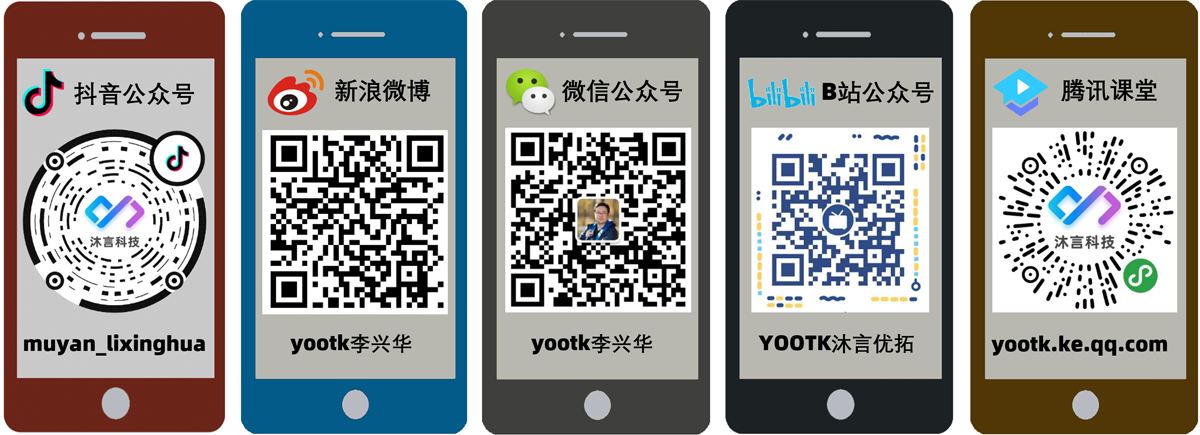 抖音公众号
沐言科技
muyan_lixinghua
新浪微博
yootk李兴华
微信公众号
yootk李兴华
bilibili B站公众号
YOOTK沐言优拓
腾讯课堂
沐言科技
yootk.ke.qq.com